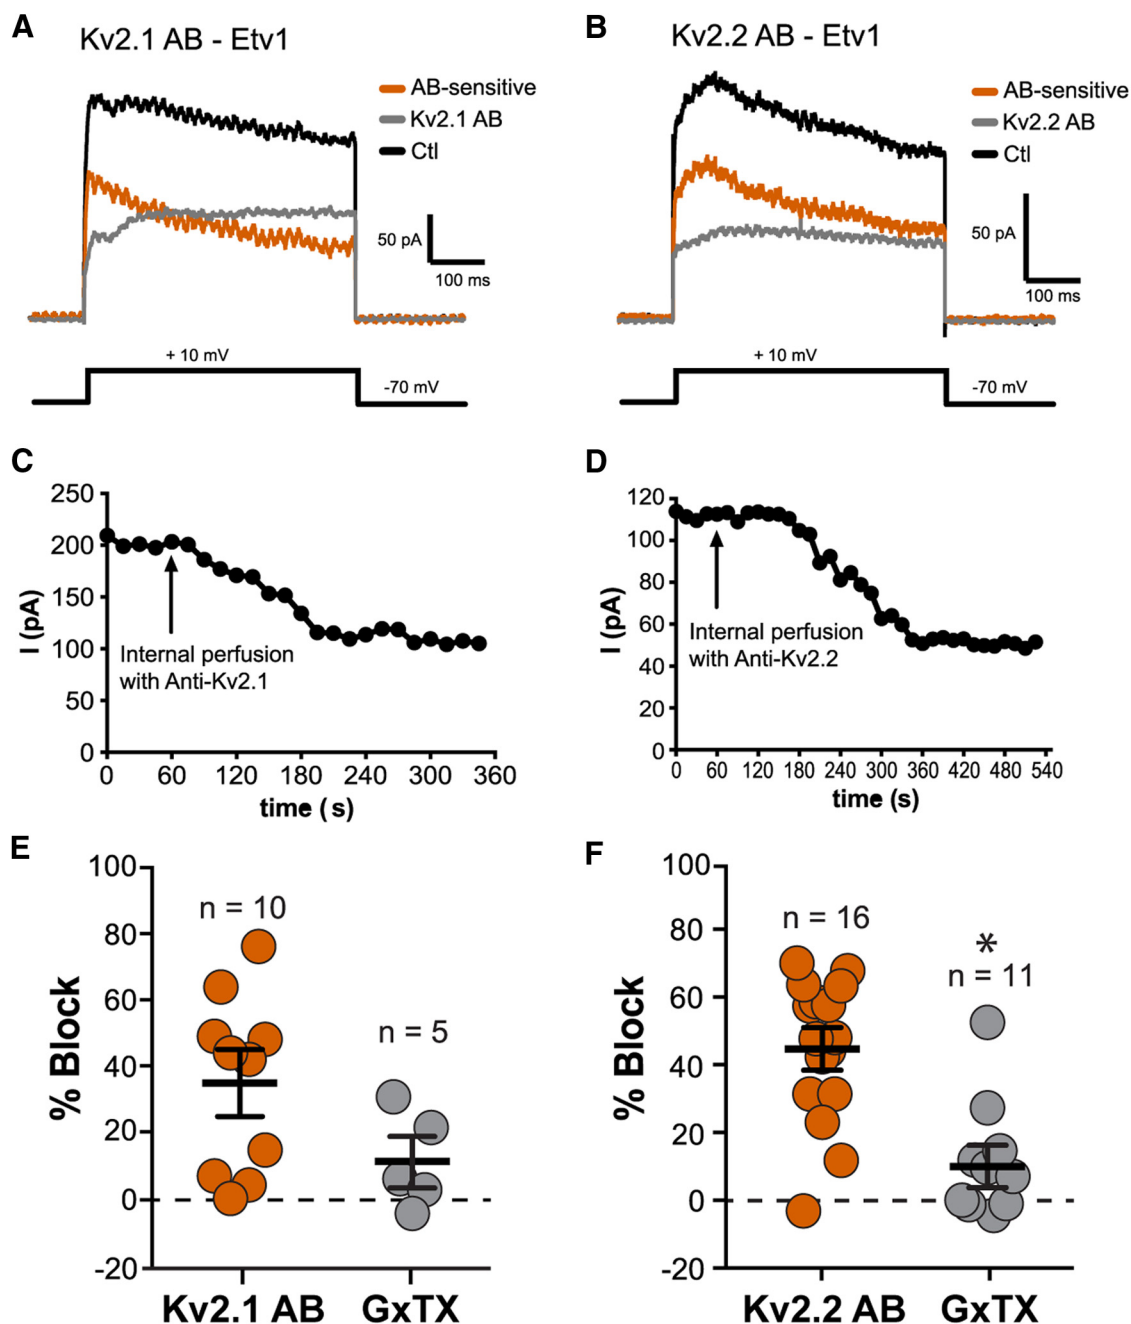 A
Kv2.1 AB - Etv1
AB-sensitive
Kv2.1 AB
Ctl
50 pA
100 ms
+ 10 mV
-70 mV
B
Kv2.2 AB - Etv1
AB-sensitive
Kv2.2 AB
Ctl
50 pA
100 ms
+ 10 mV
-70 mV
C
250
200
150
100
50
0
I (pA)
Internal perfusion
with Anti-Kv2.1
0 60 120 180 240 300 360
time (s)
D
120
100
80
60
40
20
0
I (pA)
Internal perfusion
with Anti-Kv2.2
0 60 120 180 240 300 360 420 480 540
time (s)
E
100
80
60
40
20
0
-20
% Block
n = 10
n = 5
Kv2.1 AB GxTX
F
100
80
60
40
20
0
-20
% Block
n = 16
*
n = 11
Kv2.2 AB GxTX